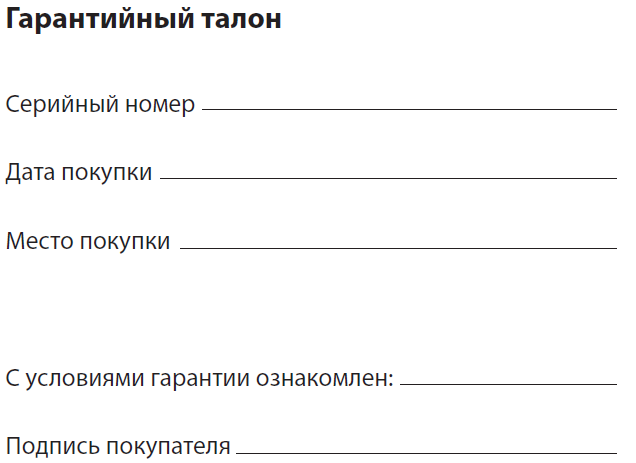 Гарантийный талон
Серийный номер
Дата покупки
Место покупки
С условиями гарантии ознакомлен:
Подпись покупателя